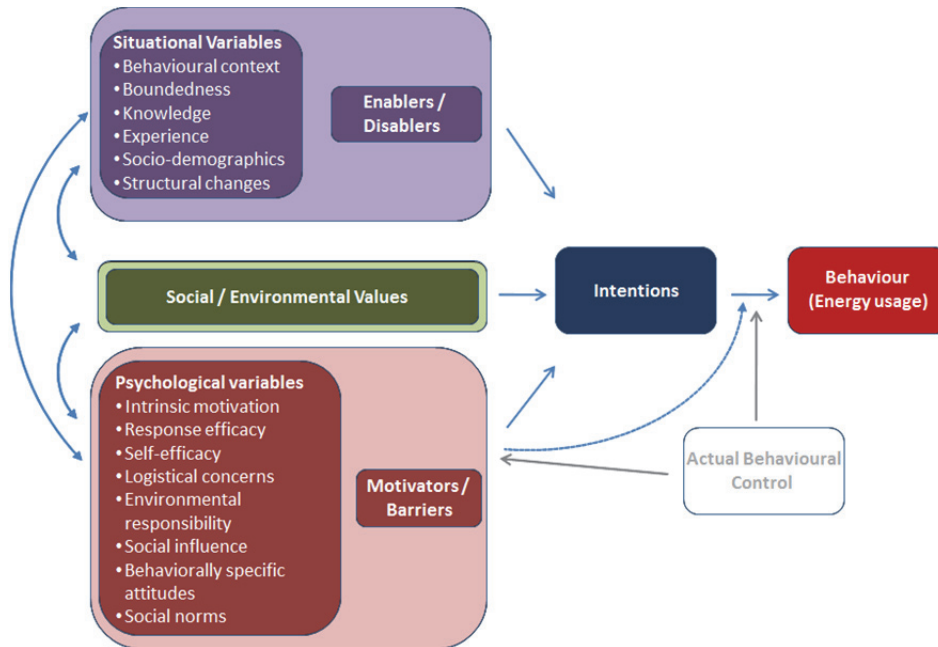 Situational Variables
• Behavioural context
• Boundedness
• Knowledge
• Experience
• Socio-demographics
• Structural changes
Enablers /
Disablers
Social / Environmental Values
Intentions
Behaviour
(Energy usage)
Psychological variables
• Intrinsic motivation
• Response efficacy
• Self-efficacy
• Logistical concerns
• Environmental
responsibility
• Social influence
• Behaviorally specific
attitudes
• Social norms
Motivators /
Barriers
Actual Behavioural
Control